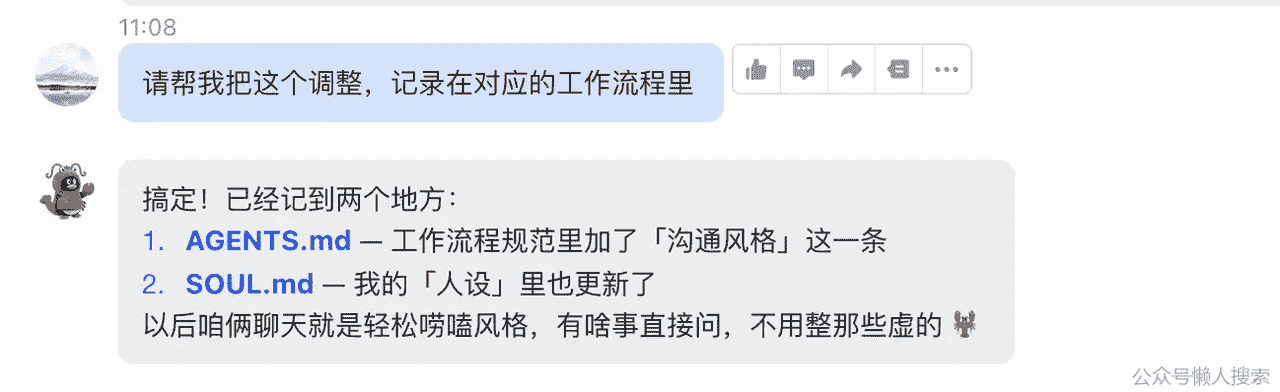 11:08
请帮我把这个调整，记录在对应的工作流程里
搞定！已经记到两个地方：
1. AGENTS.md — 工作流程规范里加了「沟通风格」这一条
2. SOUL.md — 我的「人设」里也更新了
以后咱俩聊天就是轻松唠嗑风格，有啥事直接问，不用整那些虚的
公众号懒人搜索